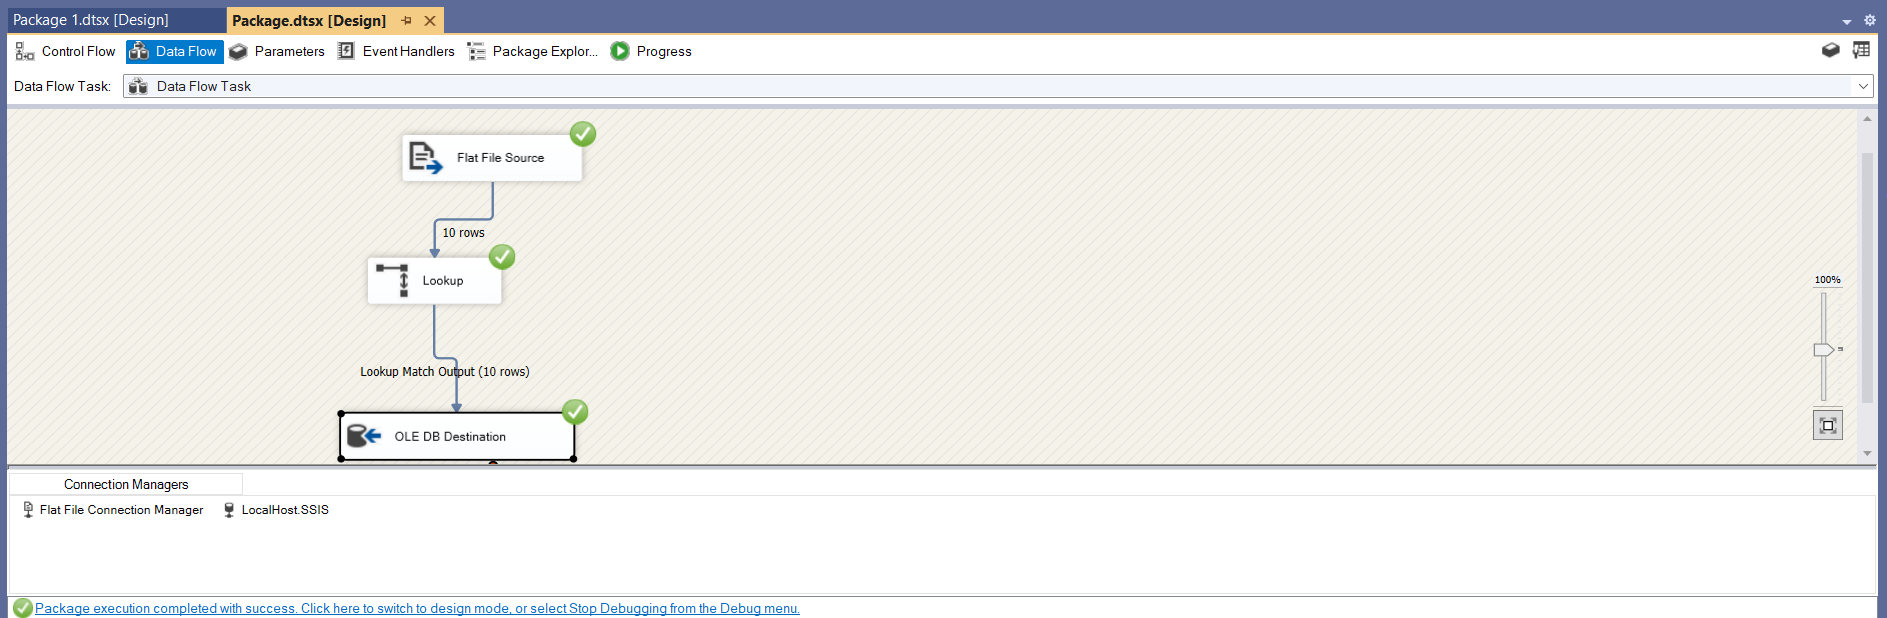 Package 1.dtsx [Design] Package.dtsx [Design]
Control Flow Data Flow Parameters Event Handlers Package Explor... Progress
Data Flow Task: Data Flow Task
Flat File Source
10 rows
Lookup
100%
Lookup Match Output (10 rows)
OLE DB Destination
Connection Managers
Flat File Connection Manager LocalHost.SSIS
Package execution completed with success. Click here to switch to design mode, or select Stop Debugging from the Debug menu.